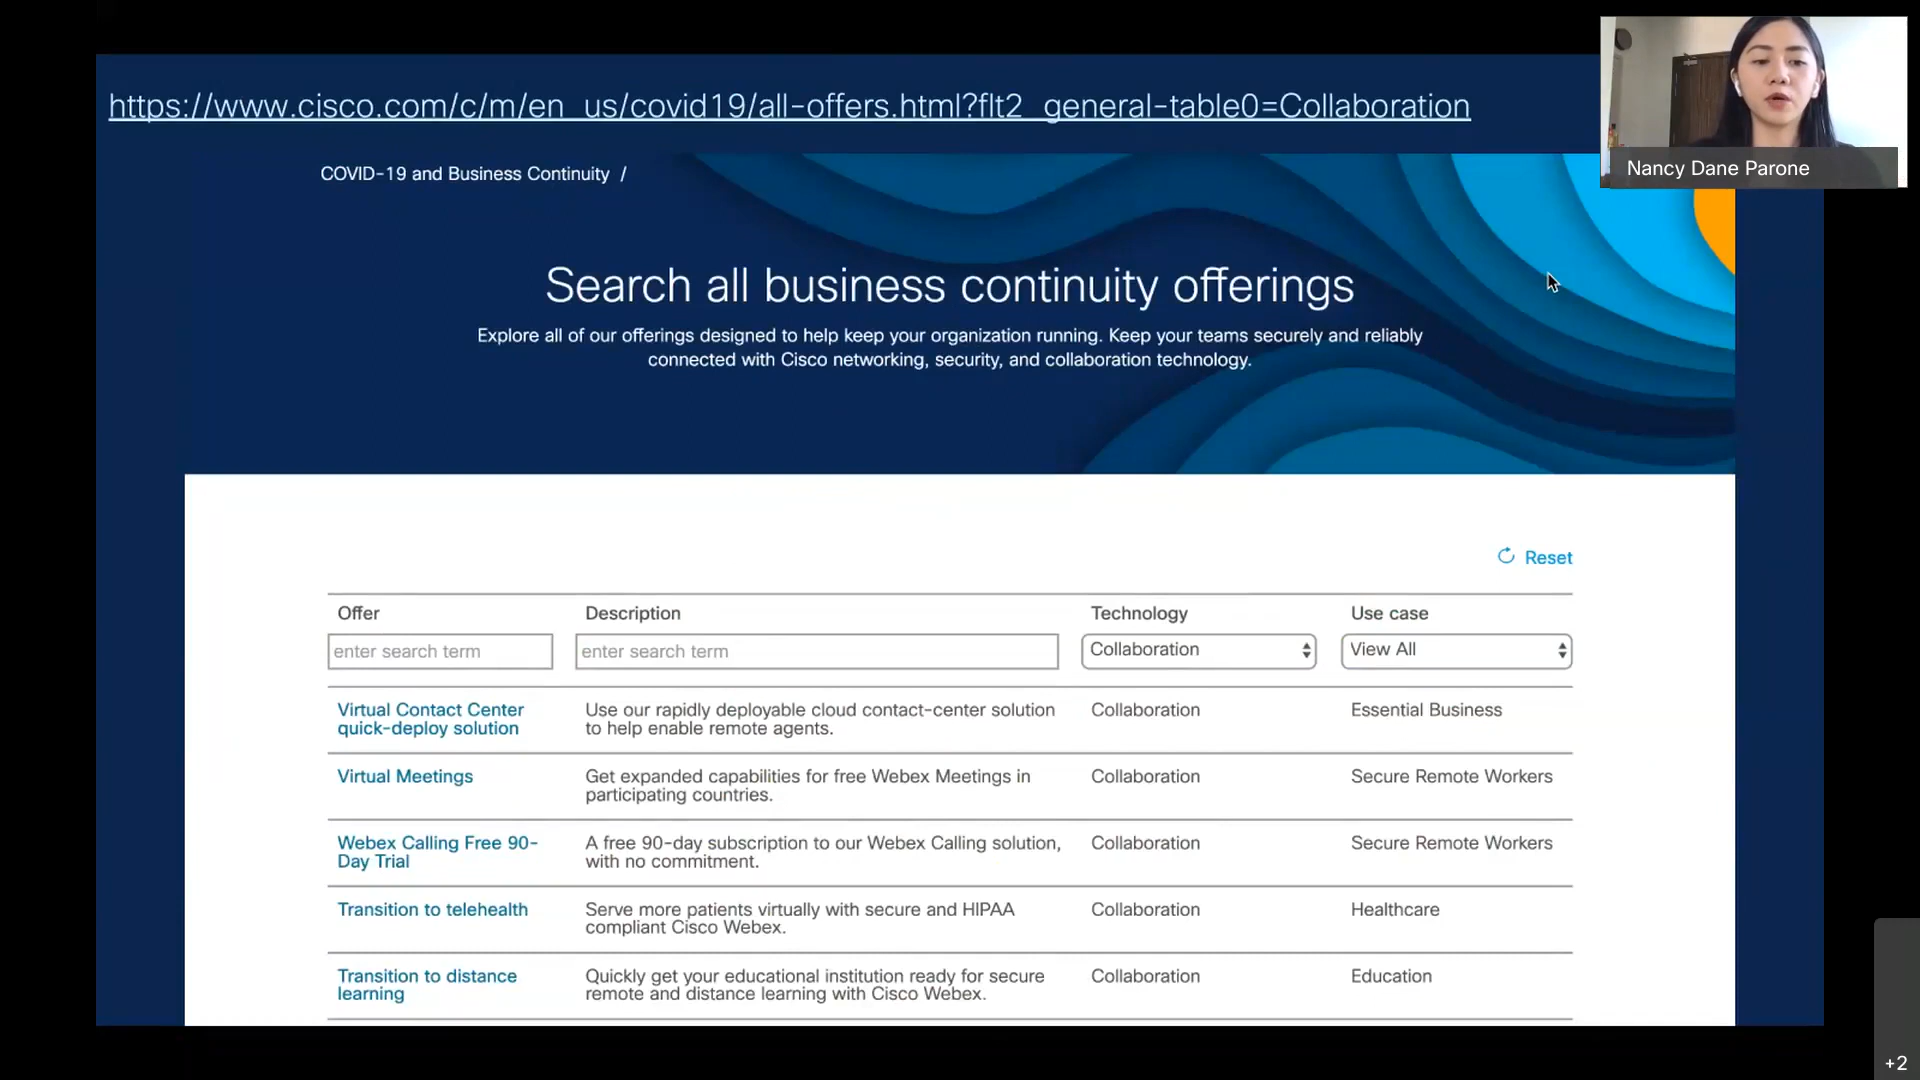 https://www.cisco.com/c/m/en_us/covid19/all-offers.html?flt2_general-table0=Collaboration
Nancy Dane Parone
COVID-19 and Business Continuity /
Search all business continuity offerings
Explore all of our offerings designed to help keep your organization running. Keep your teams securely and reliably
connected with Cisco networking, security, and collaboration technology.
Reset
Offer Description Technology Use case
enter search term enter search term Collaboration View All
Virtual Contact Center
quick-deploy solution
Use our rapidly deployable cloud contact-center solution
to help enable remote agents.
Collaboration
Essential Business
Virtual Meetings
Get expanded capabilities for free Webex Meetings in
participating countries.
Collaboration
Secure Remote Workers
Webex Calling Free 90-
Day Trial
A free 90-day subscription to our Webex Calling solution,
with no commitment.
Collaboration
Secure Remote Workers
Transition to telehealth
Serve more patients virtually with secure and HIPAA
compliant Cisco Webex.
Collaboration
Healthcare
Transition to distance
learning
Quickly get your educational institution ready for secure
remote and distance learning with Cisco Webex.
Collaboration
Education
+2